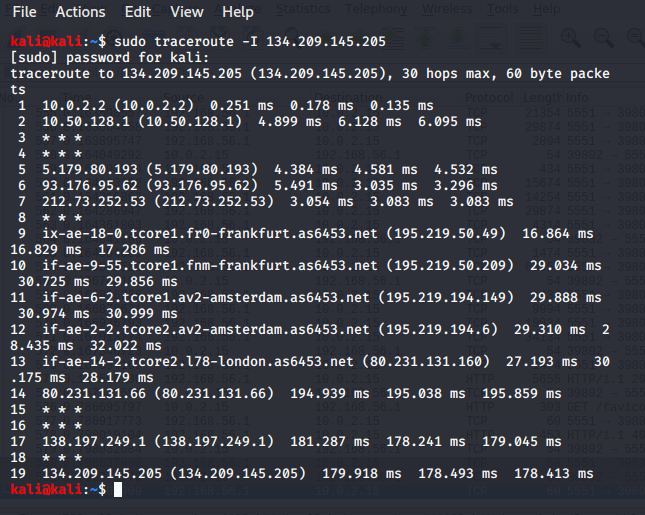 File Actions Edit View Help
kali@kali:~$ sudo traceroute -I 134.209.145.205
[sudo] password for kali:
traceroute to 134.209.145.205 (134.209.145.205), 30 hops max, 60 byte packe
ts
1 10.0.2.2 (10.0.2.2) 0.251 ms 0.178 ms 0.135 ms
2 10.50.128.1 (10.50.128.1) 4.899 ms 6.128 ms 6.095 ms
3 * * *
4 * * *
5 5.179.80.193 (5.179.80.193) 4.384 ms 4.581 ms 4.532 ms
6 93.176.95.62 (93.176.95.62) 5.491 ms 3.035 ms 3.296 ms
7 212.73.252.53 (212.73.252.53) 3.054 ms 3.083 ms 3.083 ms
8 * * *
9 ix-ae-18-0.tcore1.fr0-frankfurt.as6453.net (195.219.50.49) 16.864 ms
16.829 ms 17.286 ms
10 if-ae-9-55.tcore1.fnm-frankfurt.as6453.net (195.219.50.209) 29.034 ms
30.725 ms 29.856 ms
11 if-ae-6-2.tcore1.av2-amsterdam.as6453.net (195.219.194.149) 29.888 ms
30.974 ms 30.999 ms
12 if-ae-2-2.tcore2.av2-amsterdam.as6453.net (195.219.194.6) 29.310 ms 2
8.435 ms 32.022 ms
13 if-ae-14-2.tcore2.l78-london.as6453.net (80.231.131.160) 27.193 ms 30
.175 ms 28.179 ms
14 80.231.131.66 (80.231.131.66) 194.939 ms 195.038 ms 195.859 ms
15 * * *
16 * * *
17 138.197.249.1 (138.197.249.1) 181.287 ms 178.241 ms 179.045 ms
18 * * *
19 134.209.145.205 (134.209.145.205) 179.918 ms 178.493 ms 178.413 ms
kali@kali:~$